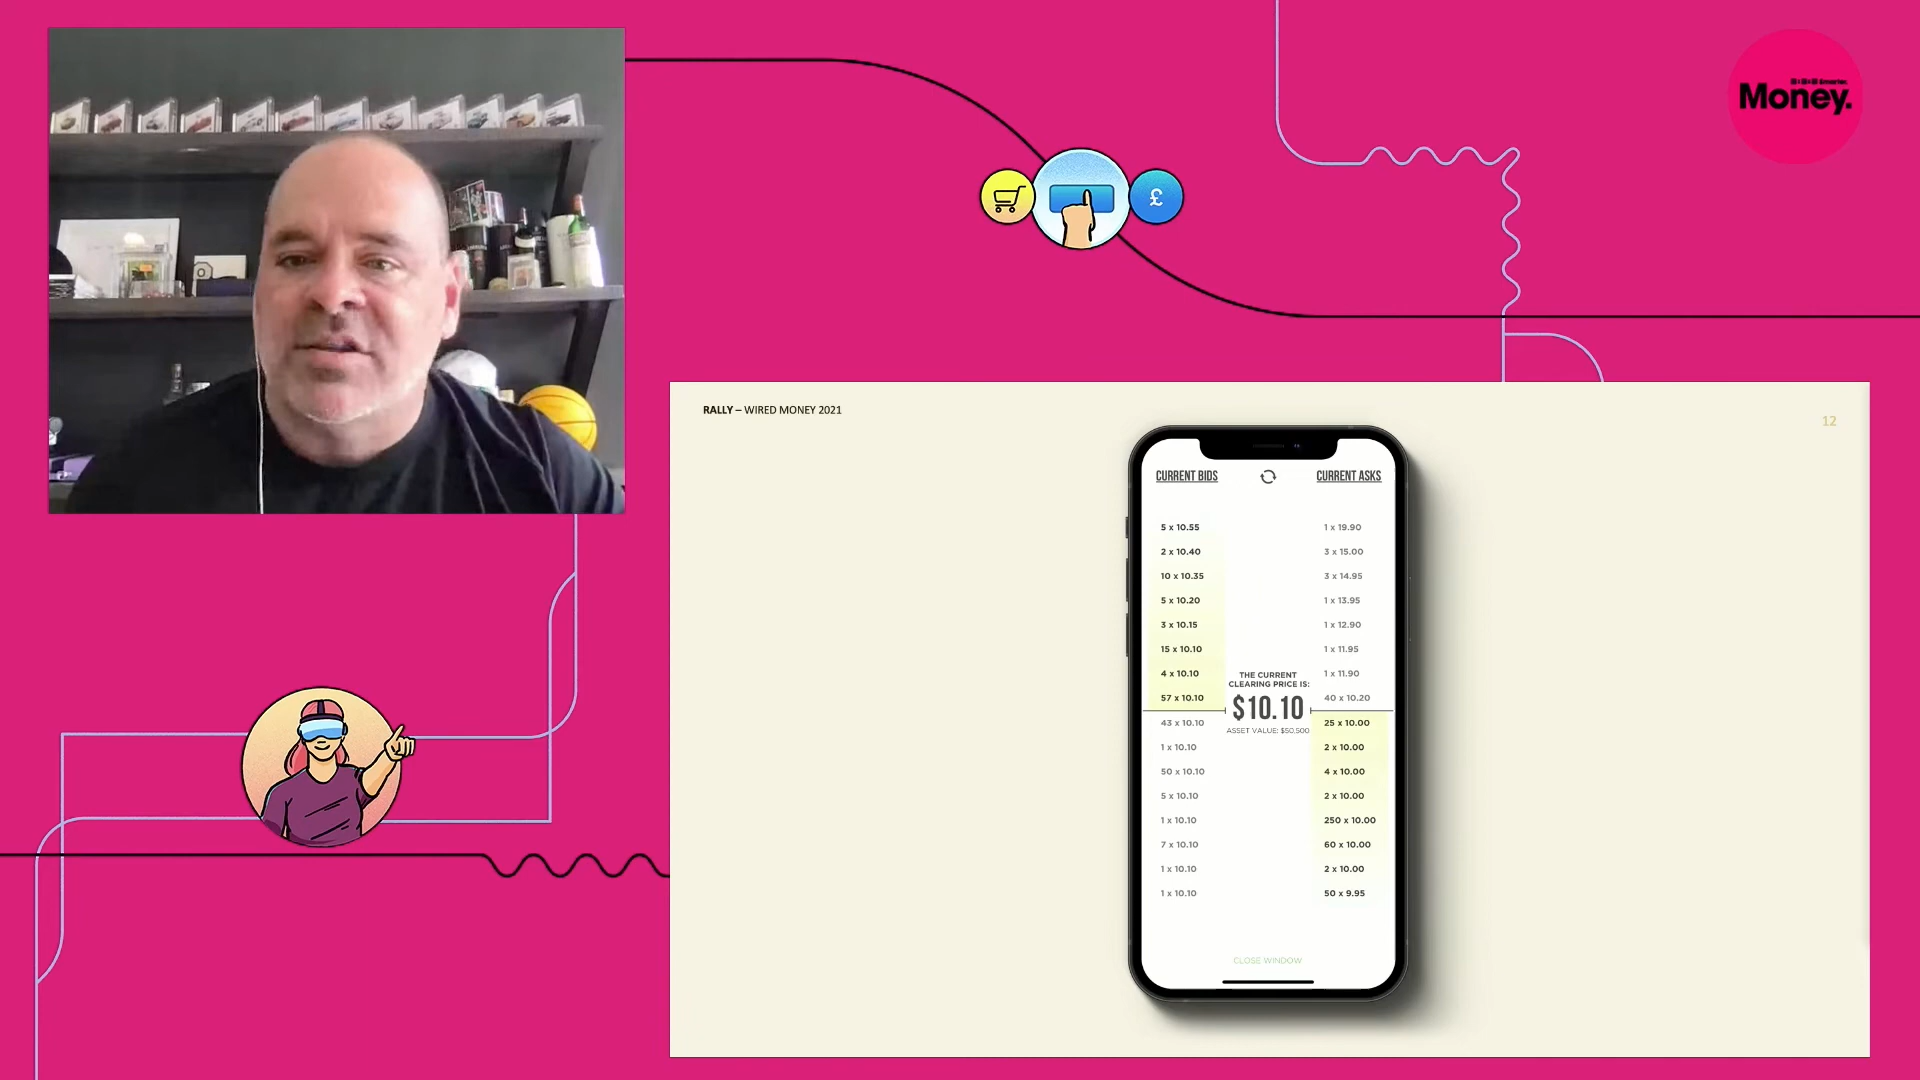 Money.
£
RALLY – WIRED MONEY 2021
12
CURRENT BIDS
CURRENT ASKS
5 x 10.55
1 x 19.90
2 x 10.40
3 x 15.00
10 x 10.35
3 x 14.95
5 x 10.20
1 x 13.95
3 x 10.15
1 x 12.90
15 x 10.10
1 x 11.95
4 x 10.10
1 x 11.90
57 x 10.10
40 x 10.20
THE CURRENT
CLEARING PRICE IS:
$10.10
ASSET VALUE: $50,500
43 x 10.10
25 x 10.00
1 x 10.10
2 x 10.00
50 x 10.10
4 x 10.00
5 x 10.10
2 x 10.00
1 x 10.10
250 x 10.00
7 x 10.10
60 x 10.00
1 x 10.10
2 x 10.00
1 x 10.10
50 x 9.95
CLOSE WINDOW